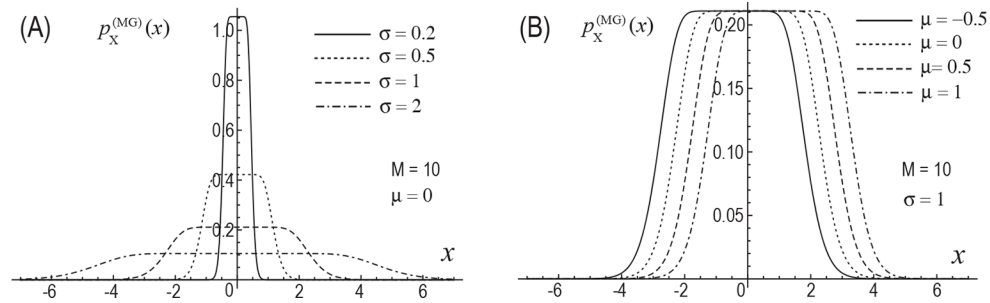 (A)
p_X^(MG)(x)
σ = 0.2
σ = 0.5
σ = 1
σ = 2
M = 10
μ = 0
1.0
0.8
0.6
0.4
0.2
-6 -4 -2 0 2 4 6
x
(B)
p_X^(MG)(x)
μ = −0.5
μ = 0
μ= 0.5
μ = 1
M = 10
σ = 1
0.20
0.15
0.10
0.05
-6 -4 -2 0 2 4 6
x